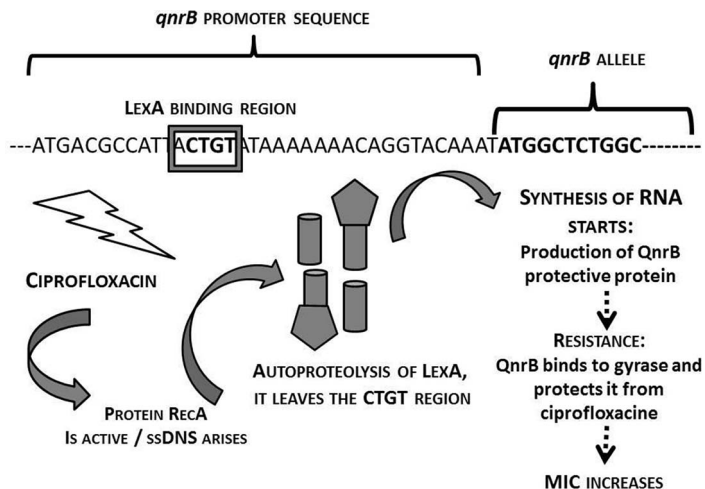 qnrB PROMOTER SEQUENCE
qnrB ALLELE
LEXA BINDING REGION
---ATGACGCCATTACTGTATAAAAAAACAGGTACAAATATGGCTCTGGC--------
SYNTHESIS OF RNA
STARTS:
Production of QnrB
protective protein
CIPROFLOXACIN
RESISTANCE:
QnrB binds to gyrase and
protects it from
ciprofloxacine
AUTOPROTEOLYSIS OF LEXA,
IT LEAVES THE CTGT REGION
PROTEIN RECA
IS ACTIVE / SSDNS ARISES
MIC INCREASES